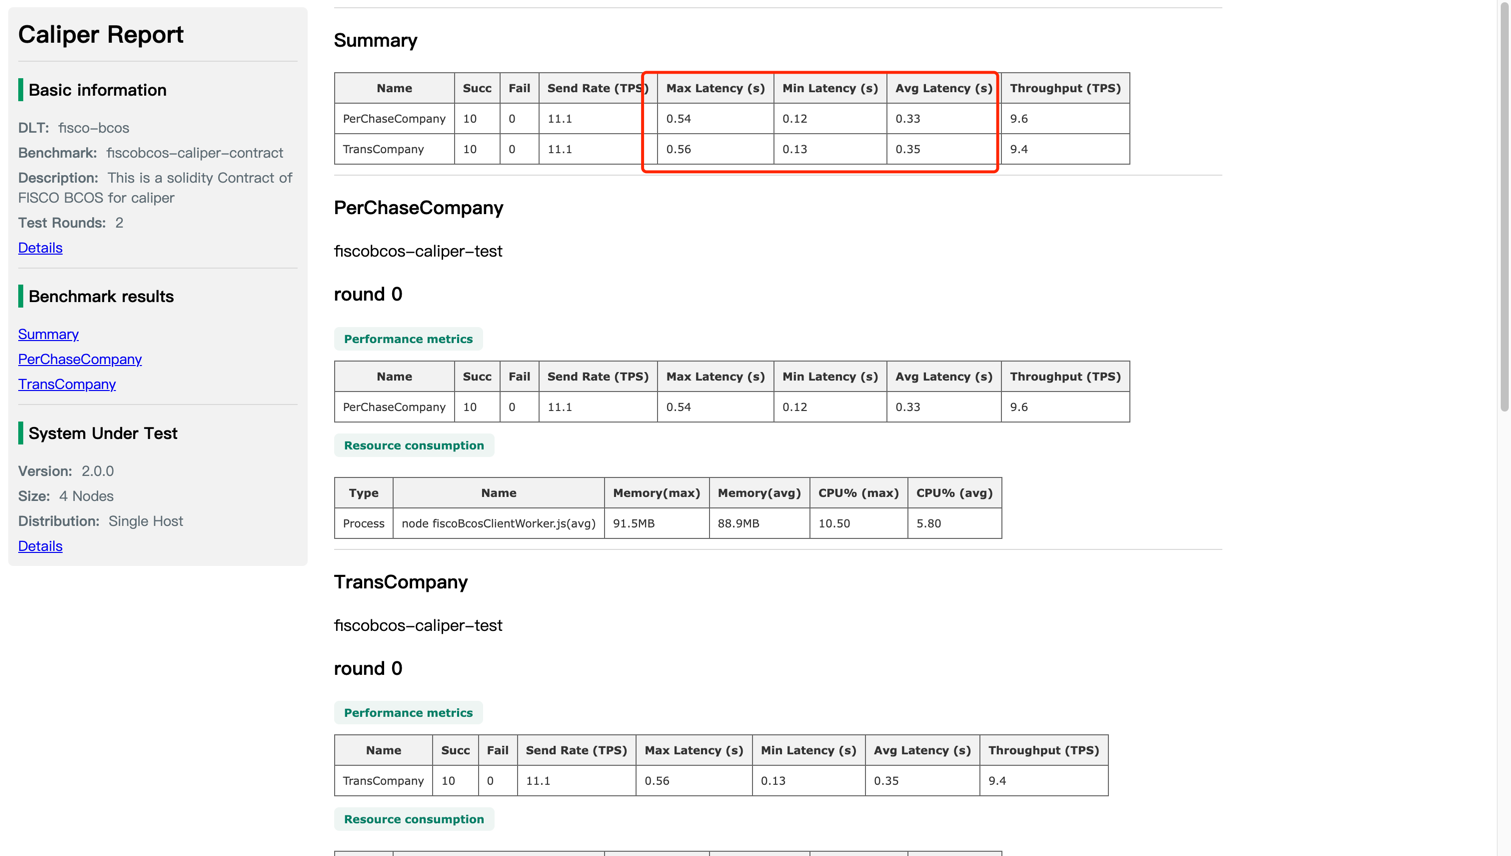 Caliper Report
Basic information
DLT: fisco-bcos
Benchmark: fiscobcos-caliper-contract
Description: This is a solidity Contract of
FISCO BCOS for caliper
Test Rounds: 2
Details
Benchmark results
Summary
PerChaseCompany
TransCompany
System Under Test
Version: 2.0.0
Size: 4 Nodes
Distribution: Single Host
Details
Summary
Name Succ Fail Send Rate (TPS) Max Latency (s) Min Latency (s) Avg Latency (s) Throughput (TPS)
PerChaseCompany 10 0 11.1 0.54 0.12 0.33 9.6
TransCompany 10 0 11.1 0.56 0.13 0.35 9.4
PerChaseCompany
fiscobcos-caliper-test
round 0
Performance metrics
Name Succ Fail Send Rate (TPS) Max Latency (s) Min Latency (s) Avg Latency (s) Throughput (TPS)
PerChaseCompany 10 0 11.1 0.54 0.12 0.33 9.6
Resource consumption
Type Name Memory(max) Memory(avg) CPU% (max) CPU% (avg)
Process node fiscoBcosClientWorker.js(avg) 91.5MB 88.9MB 10.50 5.80
TransCompany
fiscobcos-caliper-test
round 0
Performance metrics
Name Succ Fail Send Rate (TPS) Max Latency (s) Min Latency (s) Avg Latency (s) Throughput (TPS)
TransCompany 10 0 11.1 0.56 0.13 0.35 9.4
Resource consumption